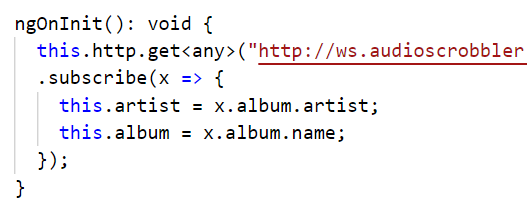 ngOnInit(): void {
this.http.get<any>("http://ws.audioscrobbler
.subscribe(x => {
this.artist = x.album.artist;
this.album = x.album.name;
});
}